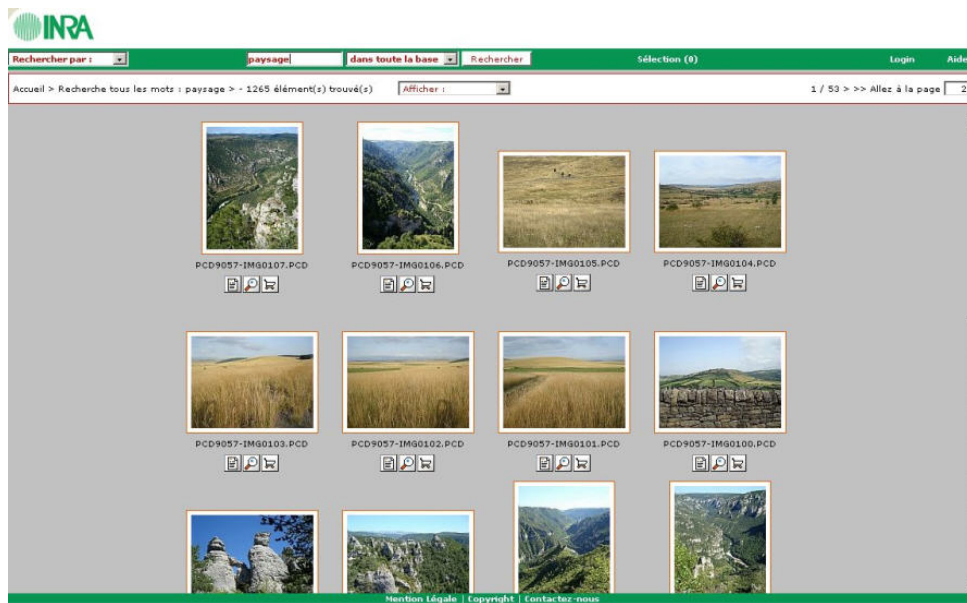 INRA
Rechercher par : paysage dans toute la base Rechercher Sélection (0) Login Aide
Accueil > Recherche tous les mots : paysage > - 1265 élément(s) trouvé(s) Afficher : 1 / 53 > >> Allez à la page 2
PCD9057-IMG0107.PCD PCD9057-IMG0106.PCD PCD9057-IMG0105.PCD PCD9057-IMG0104.PCD
PCD9057-IMG0103.PCD PCD9057-IMG0102.PCD PCD9057-IMG0101.PCD PCD9057-IMG0100.PCD
Mention Légale | Copyright | Contactez-nous